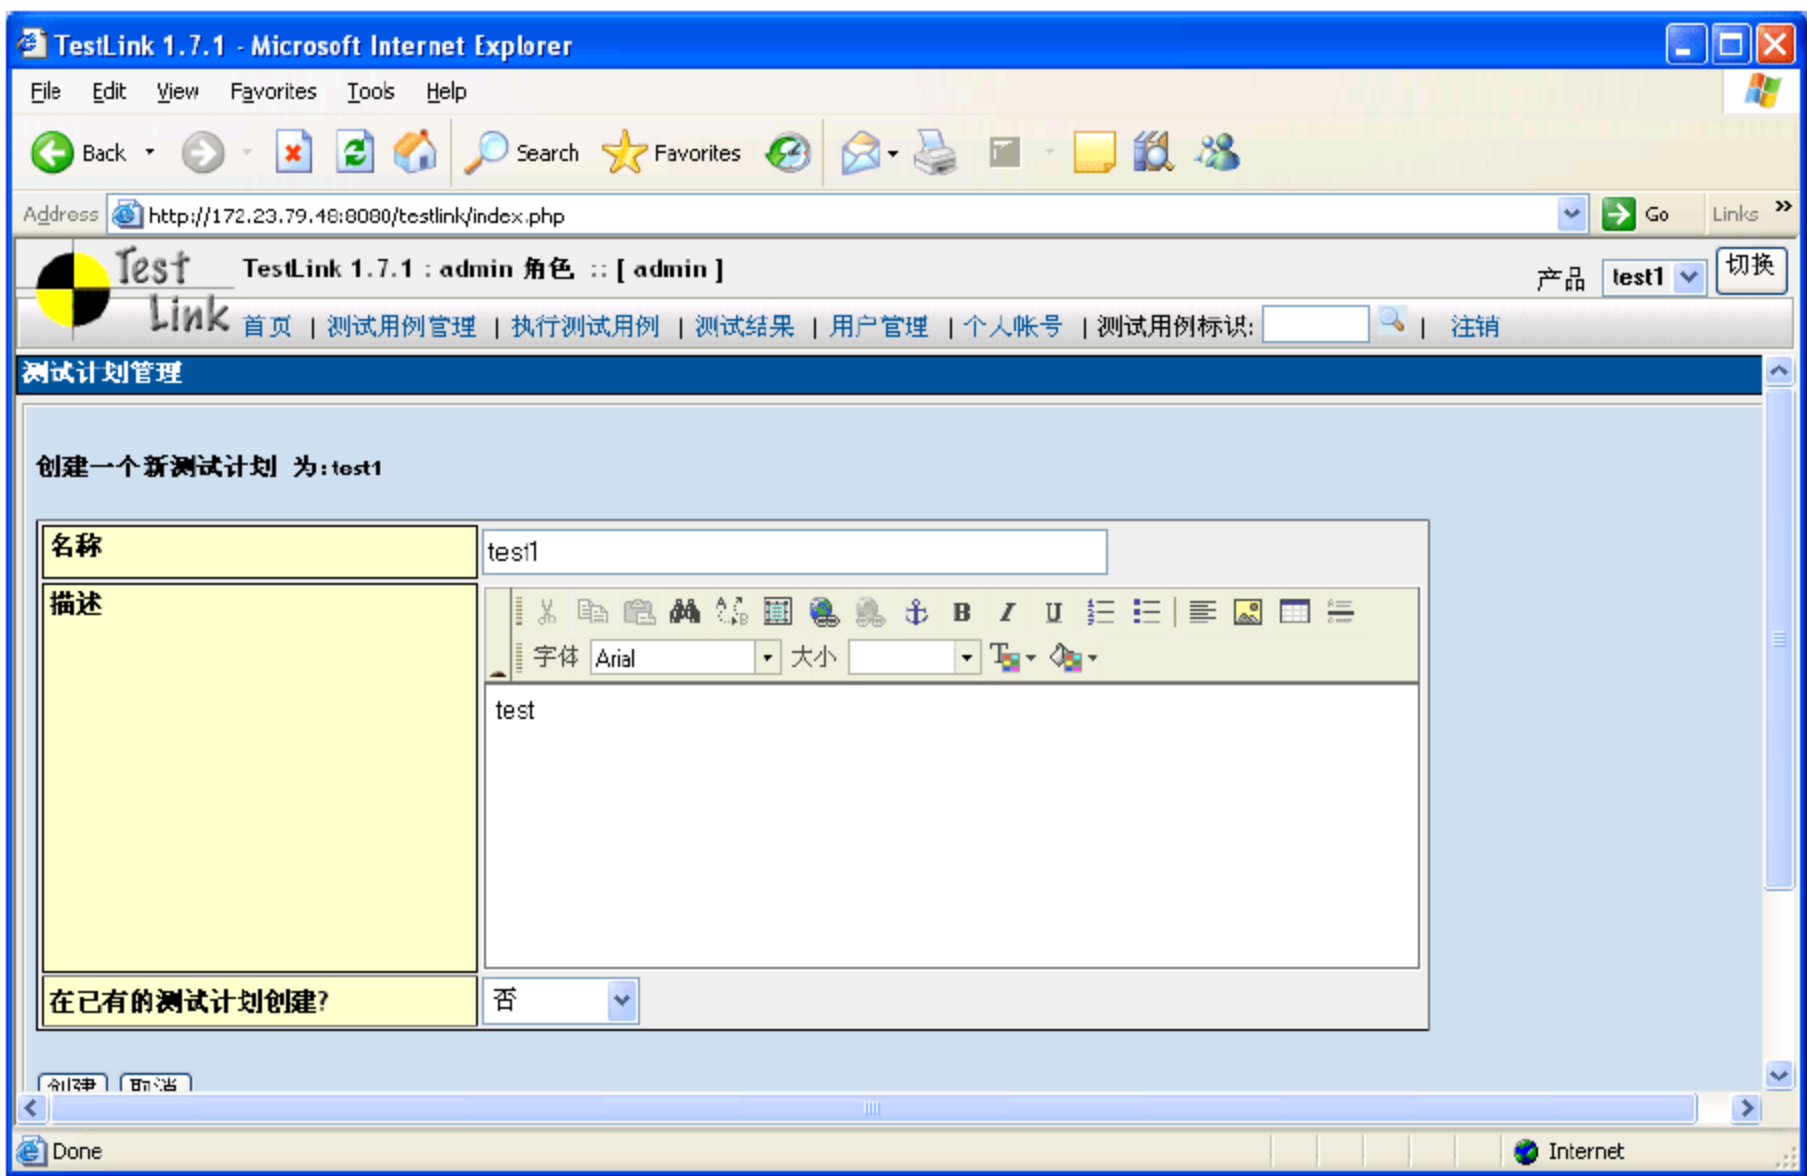 TestLink 1.7.1 - Microsoft Internet Explorer
File Edit View Favorites Tools Help
Back Search Favorites
Address http://172.23.79.48:8080/testlink/index.php Go Links »
Test Link
TestLink 1.7.1 : admin 角色 :: [ admin ]
产品 test1 切换
首页 | 测试用例管理 | 执行测试用例 | 测试结果 | 用户管理 | 个人帐号 | 测试用例标识: | 注销
测试计划管理
创建一个新测试计划 为:test1
名称 test1
描述
字体 Arial 大小
test
在已有的测试计划创建? 否
创建 取消
Done Internet